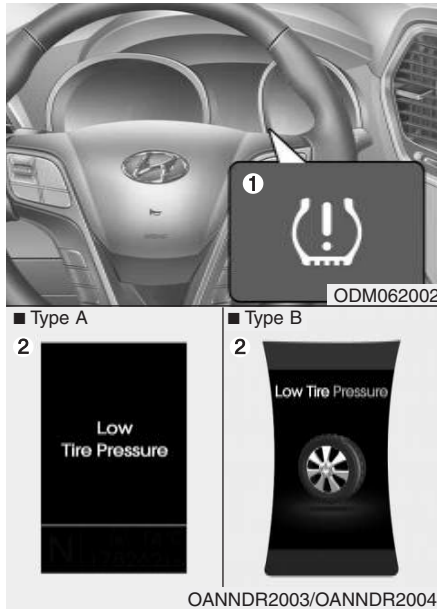 1
ODM062002
■ Type A
■ Type B
2
2
Low
Tire Pressure
Low Tire Pressure
OANNDR2003/OANNDR2004